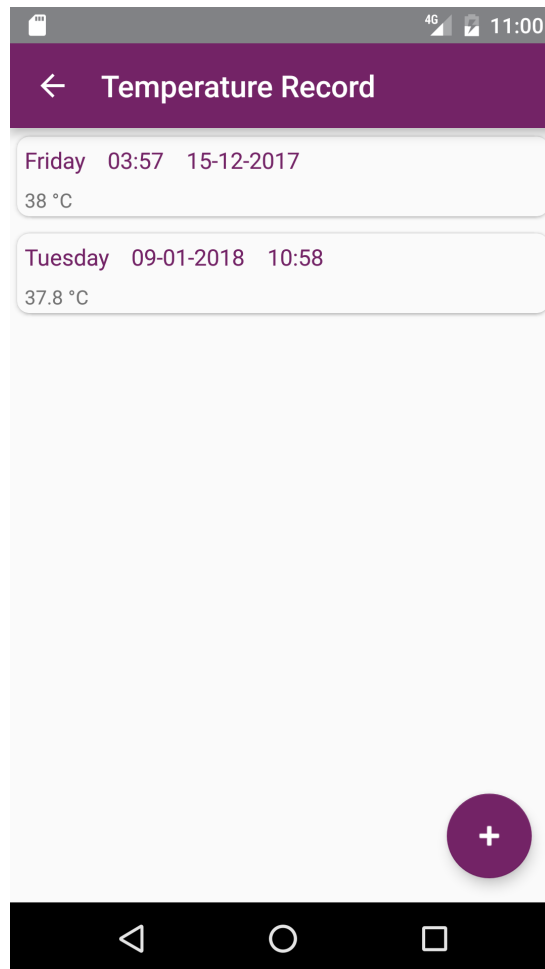 4G 11:00
Temperature Record
Friday 03:57 15-12-2017
38 °C
Tuesday 09-01-2018 10:58
37.8 °C
+